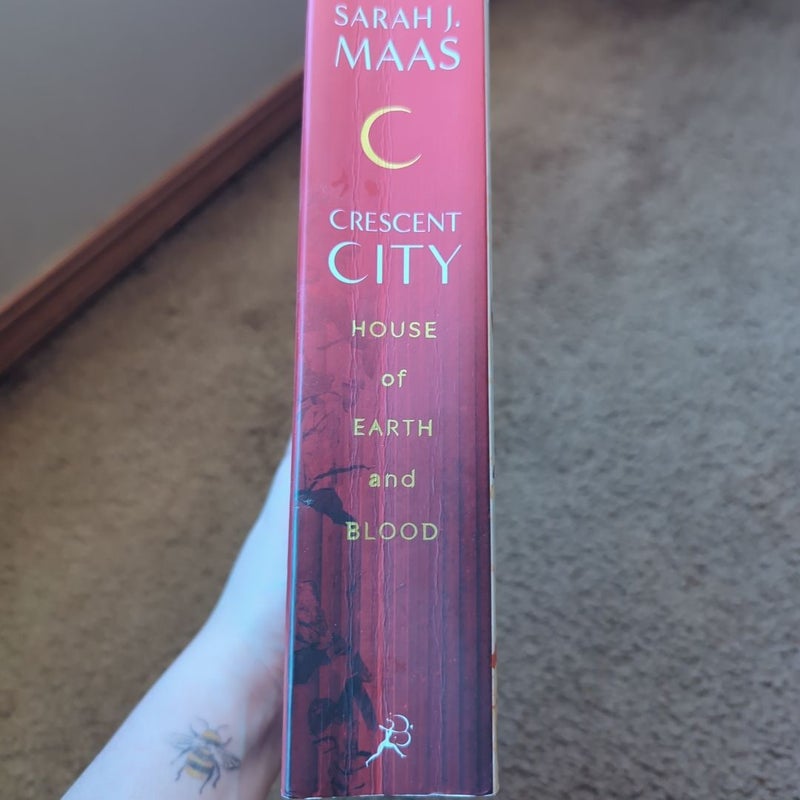 SARAH J.
MAAS
CRESCENT
CITY
HOUSE
of
EARTH
and
BLOOD